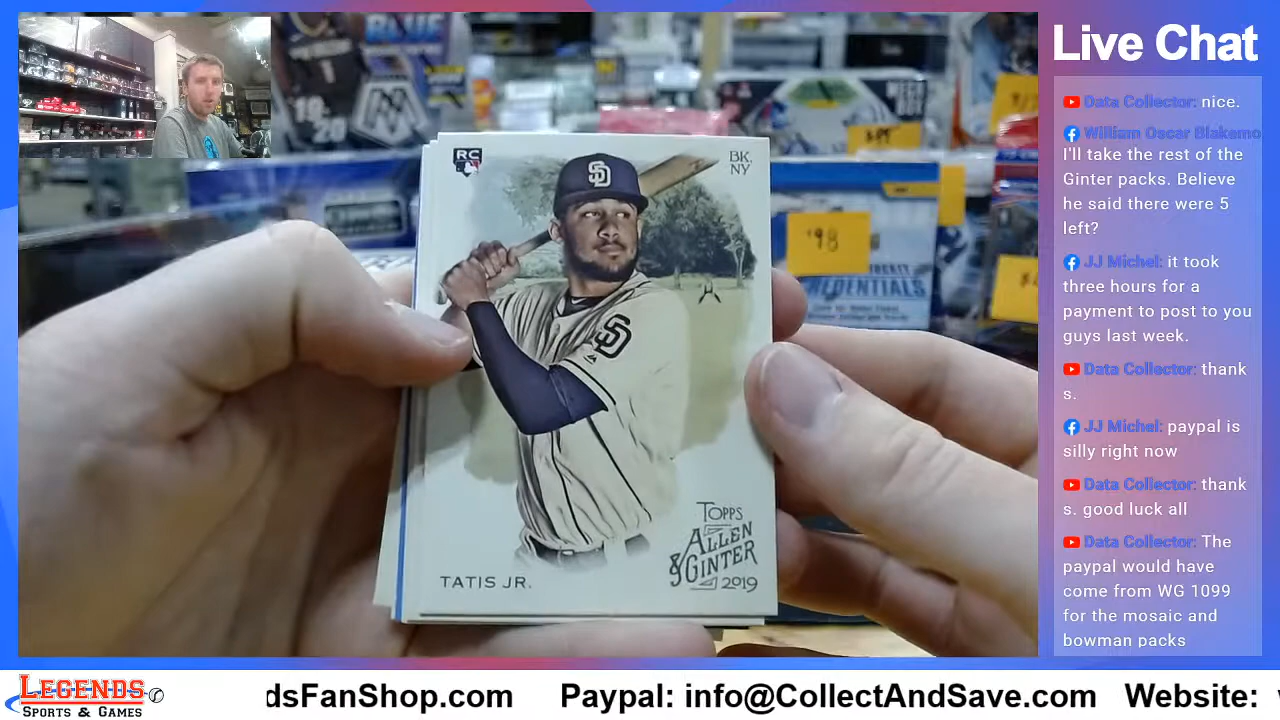 Live Chat
Data Collector: nice.
William Oscar Blakemo
I'll take the rest of the
Ginter packs. Believe
he said there were 5
left?
JJ Michel: it took
three hours for a
payment to post to you
guys last week.
Data Collector: thank
s.
JJ Michel: paypal is
silly right now
Data Collector: thank
s. good luck all
Data Collector: The
paypal would have
come from WG 1099
for the mosaic and
bowman packs
BLUE
19
20
RC
BK,
NY
SD
SD
98
CREDENTIALS
TATIS JR.
TOPPS
ALLEN
& GINTER
2019
LEGENDS
SPORTS & GAMES
dsFanShop.com Paypal: info@CollectAndSave.com Website: